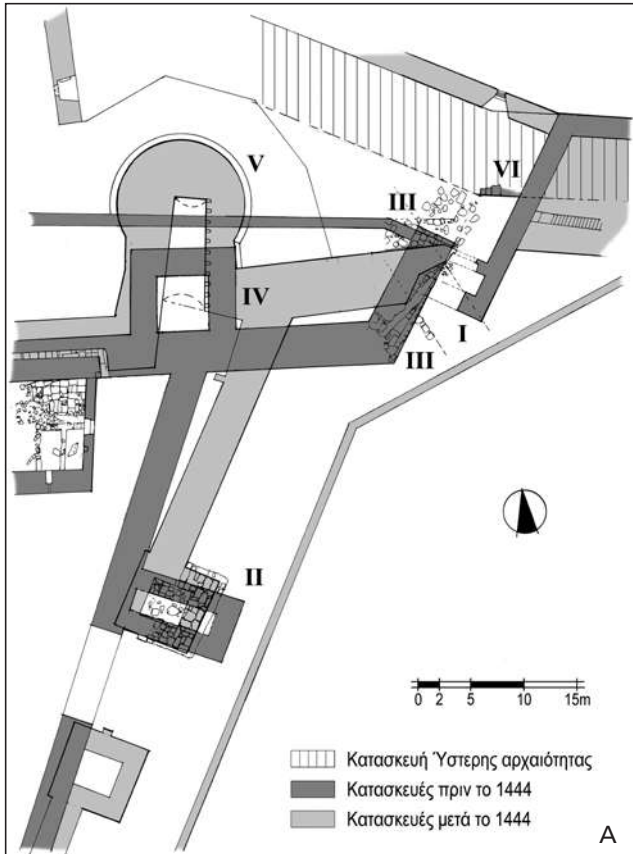 V
VI
III
IV
I
III
II
0 2 5 10 15m
Κατασκευή Ύστερης αρχαιότητας
Κατασκευές πριν το 1444
Κατασκευές μετά το 1444
A